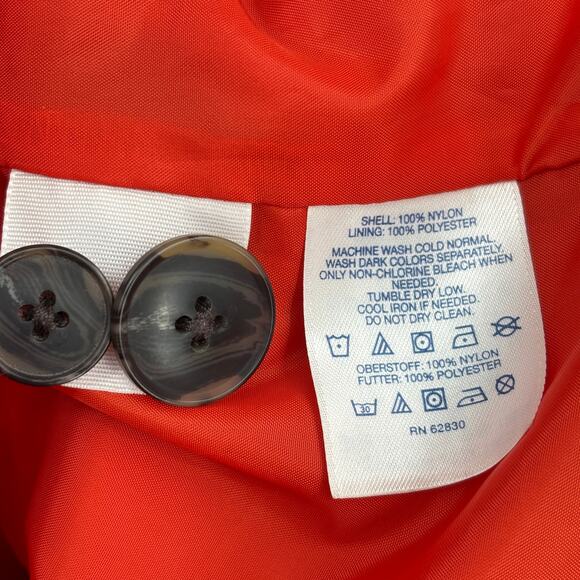 SHELL: 100% NYLON
LINING: 100% POLYESTER
MACHINE WASH COLD NORMAL.
WASH DARK COLORS SEPARATELY.
ONLY NON-CHLORINE BLEACH WHEN
NEEDED.
TUMBLE DRY LOW.
COOL IRON IF NEEDED.
DO NOT DRY CLEAN.
OBERSTOFF: 100% NYLON
FUTTER: 100% POLYESTER
30
RN 62830